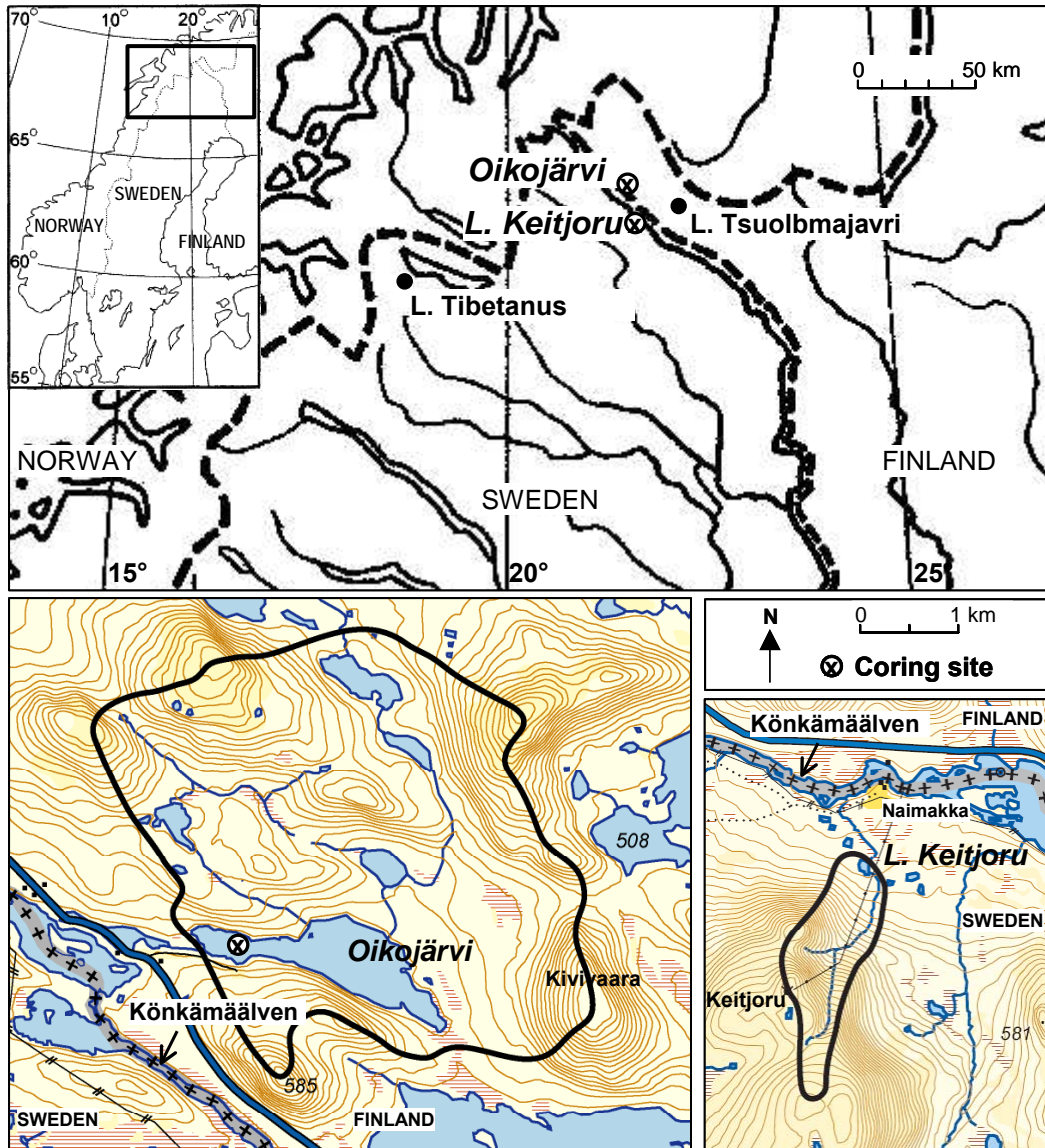 70° 10° 20°
65°
SWEDEN
NORWAY
FINLAND
60°
55°
0 50 km
Oikojärvi
L. Keitjoru
L. Tsuolbmajavri
L. Tibetanus
NORWAY
SWEDEN
FINLAND
15° 20° 25
508
Oikojärvi
Kivivaara
Könkämäälven
585
SWEDEN
FINLAND
N
0 1 km
Coring site
Könkämäälven
FINLAND
Naimakka
L. Keitjoru
SWEDEN
Keitjoru
581